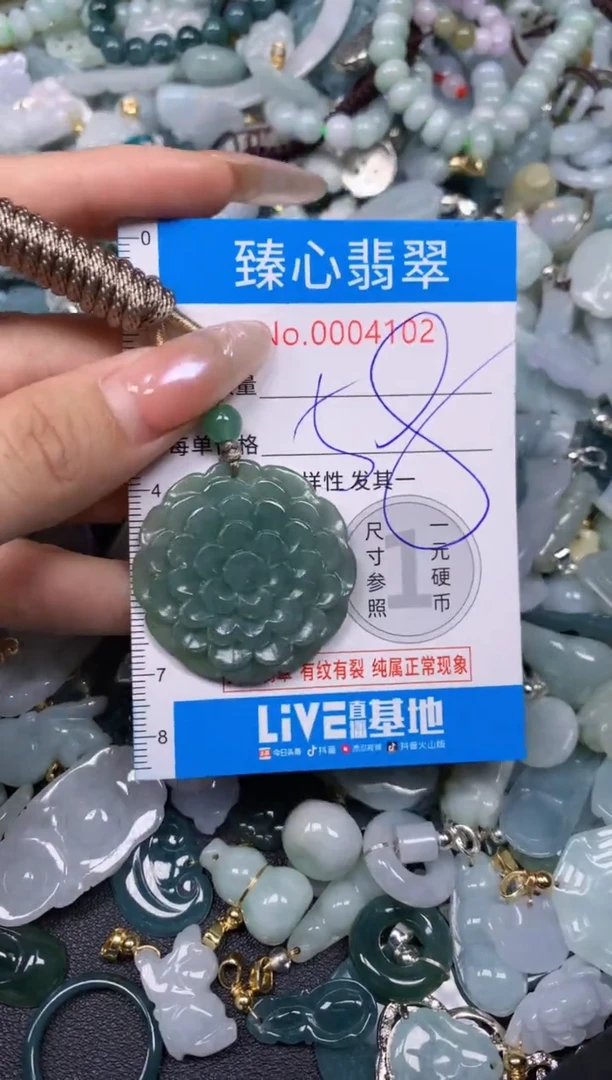 0
臻心翡翠
No.0004102
量
每单 格
58
样性 发其一
4
尺寸参照
1
一元硬币
有纹有裂 纯属正常现象
7
LiVE直播基地
8
今日头条 抖音 抖音火山版